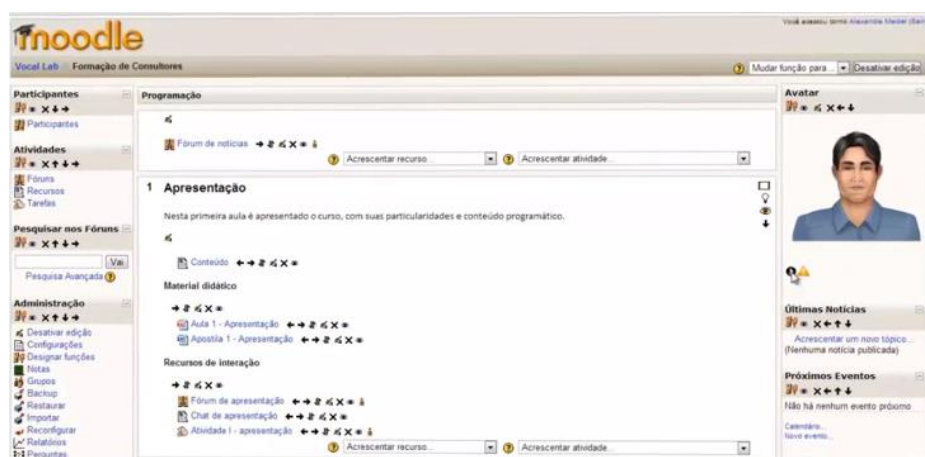 moodle
Você acessou como Alexandre Maciel (Sair)
Vocal Lab Formação de Consultores
Mudar função para...
Desativar edição
Participantes
Participantes
Atividades
Fóruns
Recursos
Tarefas
Pesquisar nos Fóruns
Vai
Pesquisa Avançada
Administração
Desativar edição
Configurações
Designar funções
Notas
Grupos
Backup
Restaurar
Importar
Reconfigurar
Relatórios
Perguntas
Programação
Fórum de notícias
Acrescentar recurso...
Acrescentar atividade...
1 Apresentação
Nesta primeira aula é apresentado o curso, com suas particularidades e conteúdo programático.
Conteúdo
Material didático
Aula 1 - Apresentação
Apostila 1 - Apresentação
Recursos de interação
Fórum de apresentação
Chat de apresentação
Atividade I - apresentação
Acrescentar recurso...
Acrescentar atividade...
Avatar
Últimas Notícias
Acrescentar um novo tópico...
(Nenhuma notícia publicada)
Próximos Eventos
Não há nenhum evento próximo
Calendário...
Novo evento...